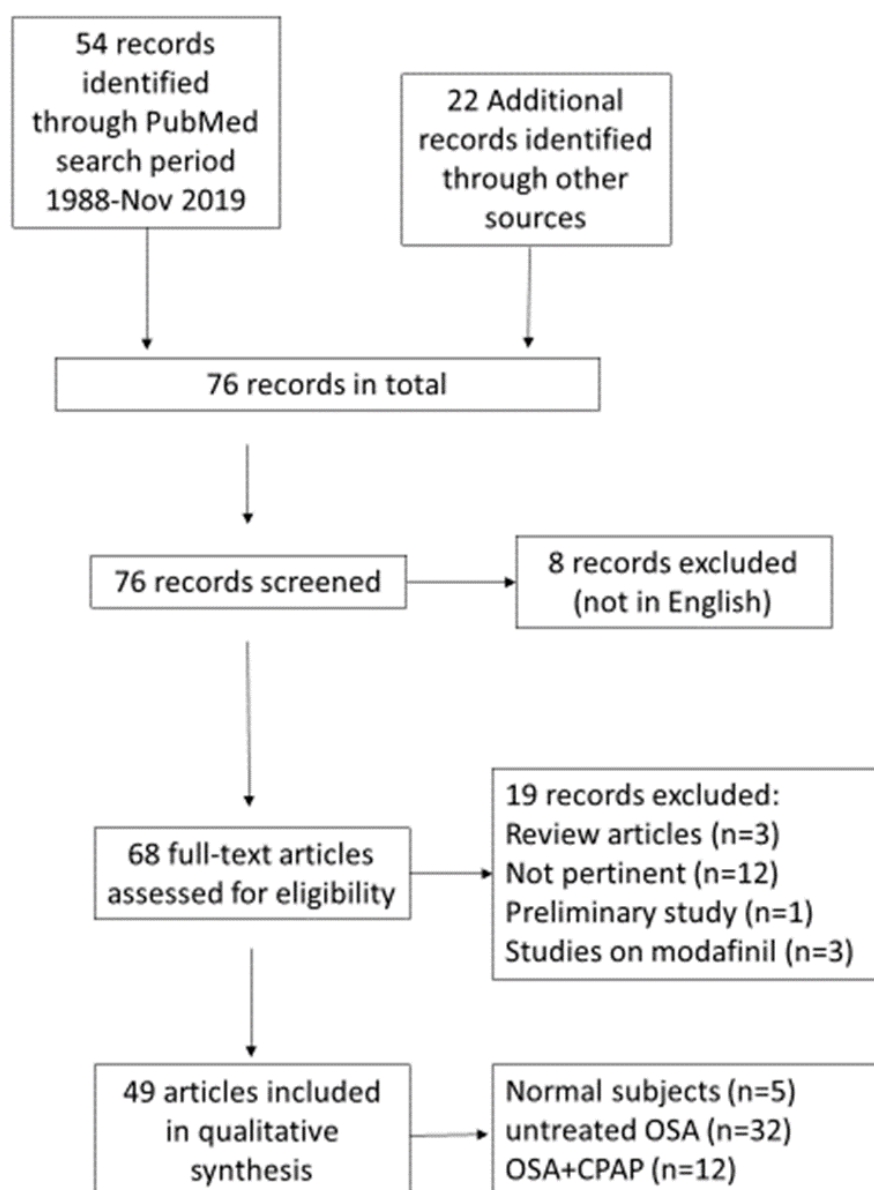 54 records
identified
through PubMed
search period
1988-Nov 2019
22 Additional
records identified
through other
sources
76 records in total
76 records screened
8 records excluded
(not in English)
68 full-text articles
assessed for eligibility
19 records excluded:
Review articles (n=3)
Not pertinent (n=12)
Preliminary study (n=1)
Studies on modafinil (n=3)
49 articles included
in qualitative
synthesis
Normal subjects (n=5)
untreated OSA (n=32)
OSA+CPAP (n=12)